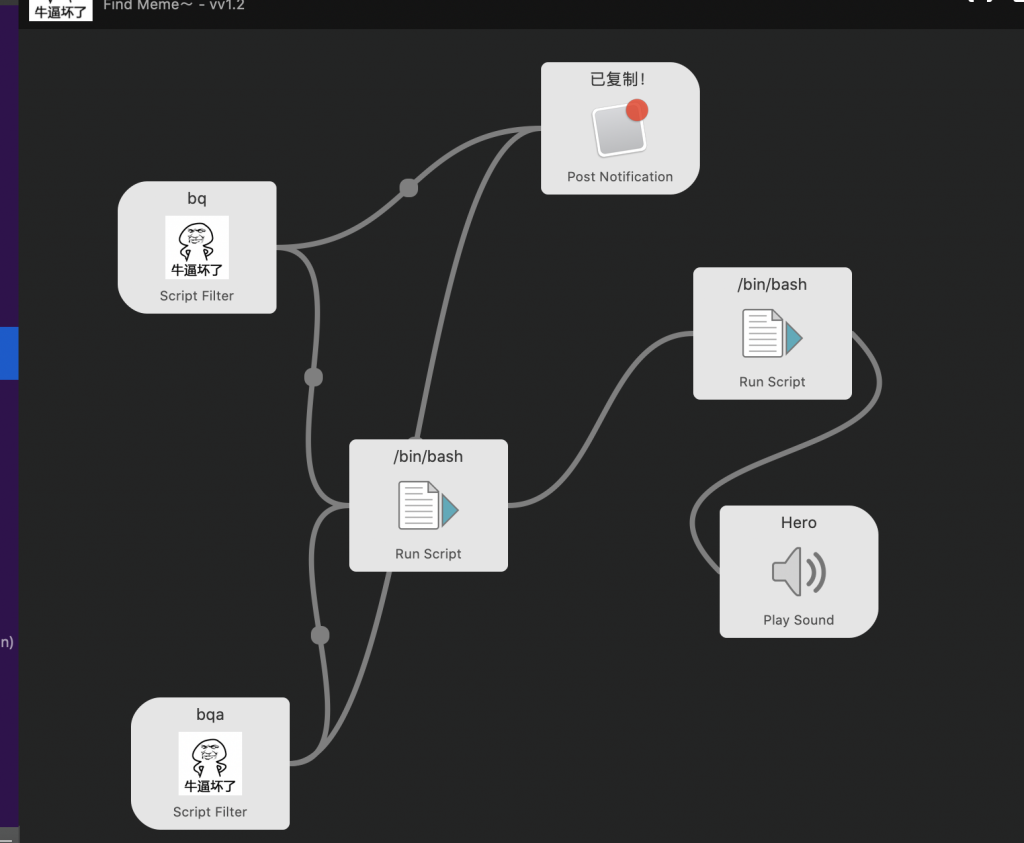 牛逼坏了
Find Meme～ - vv1.2
已复制！
Post Notification
bq
牛逼坏了
Script Filter
/bin/bash
Run Script
/bin/bash
Run Script
Hero
Play Sound
n)
bqa
牛逼坏了
Script Filter